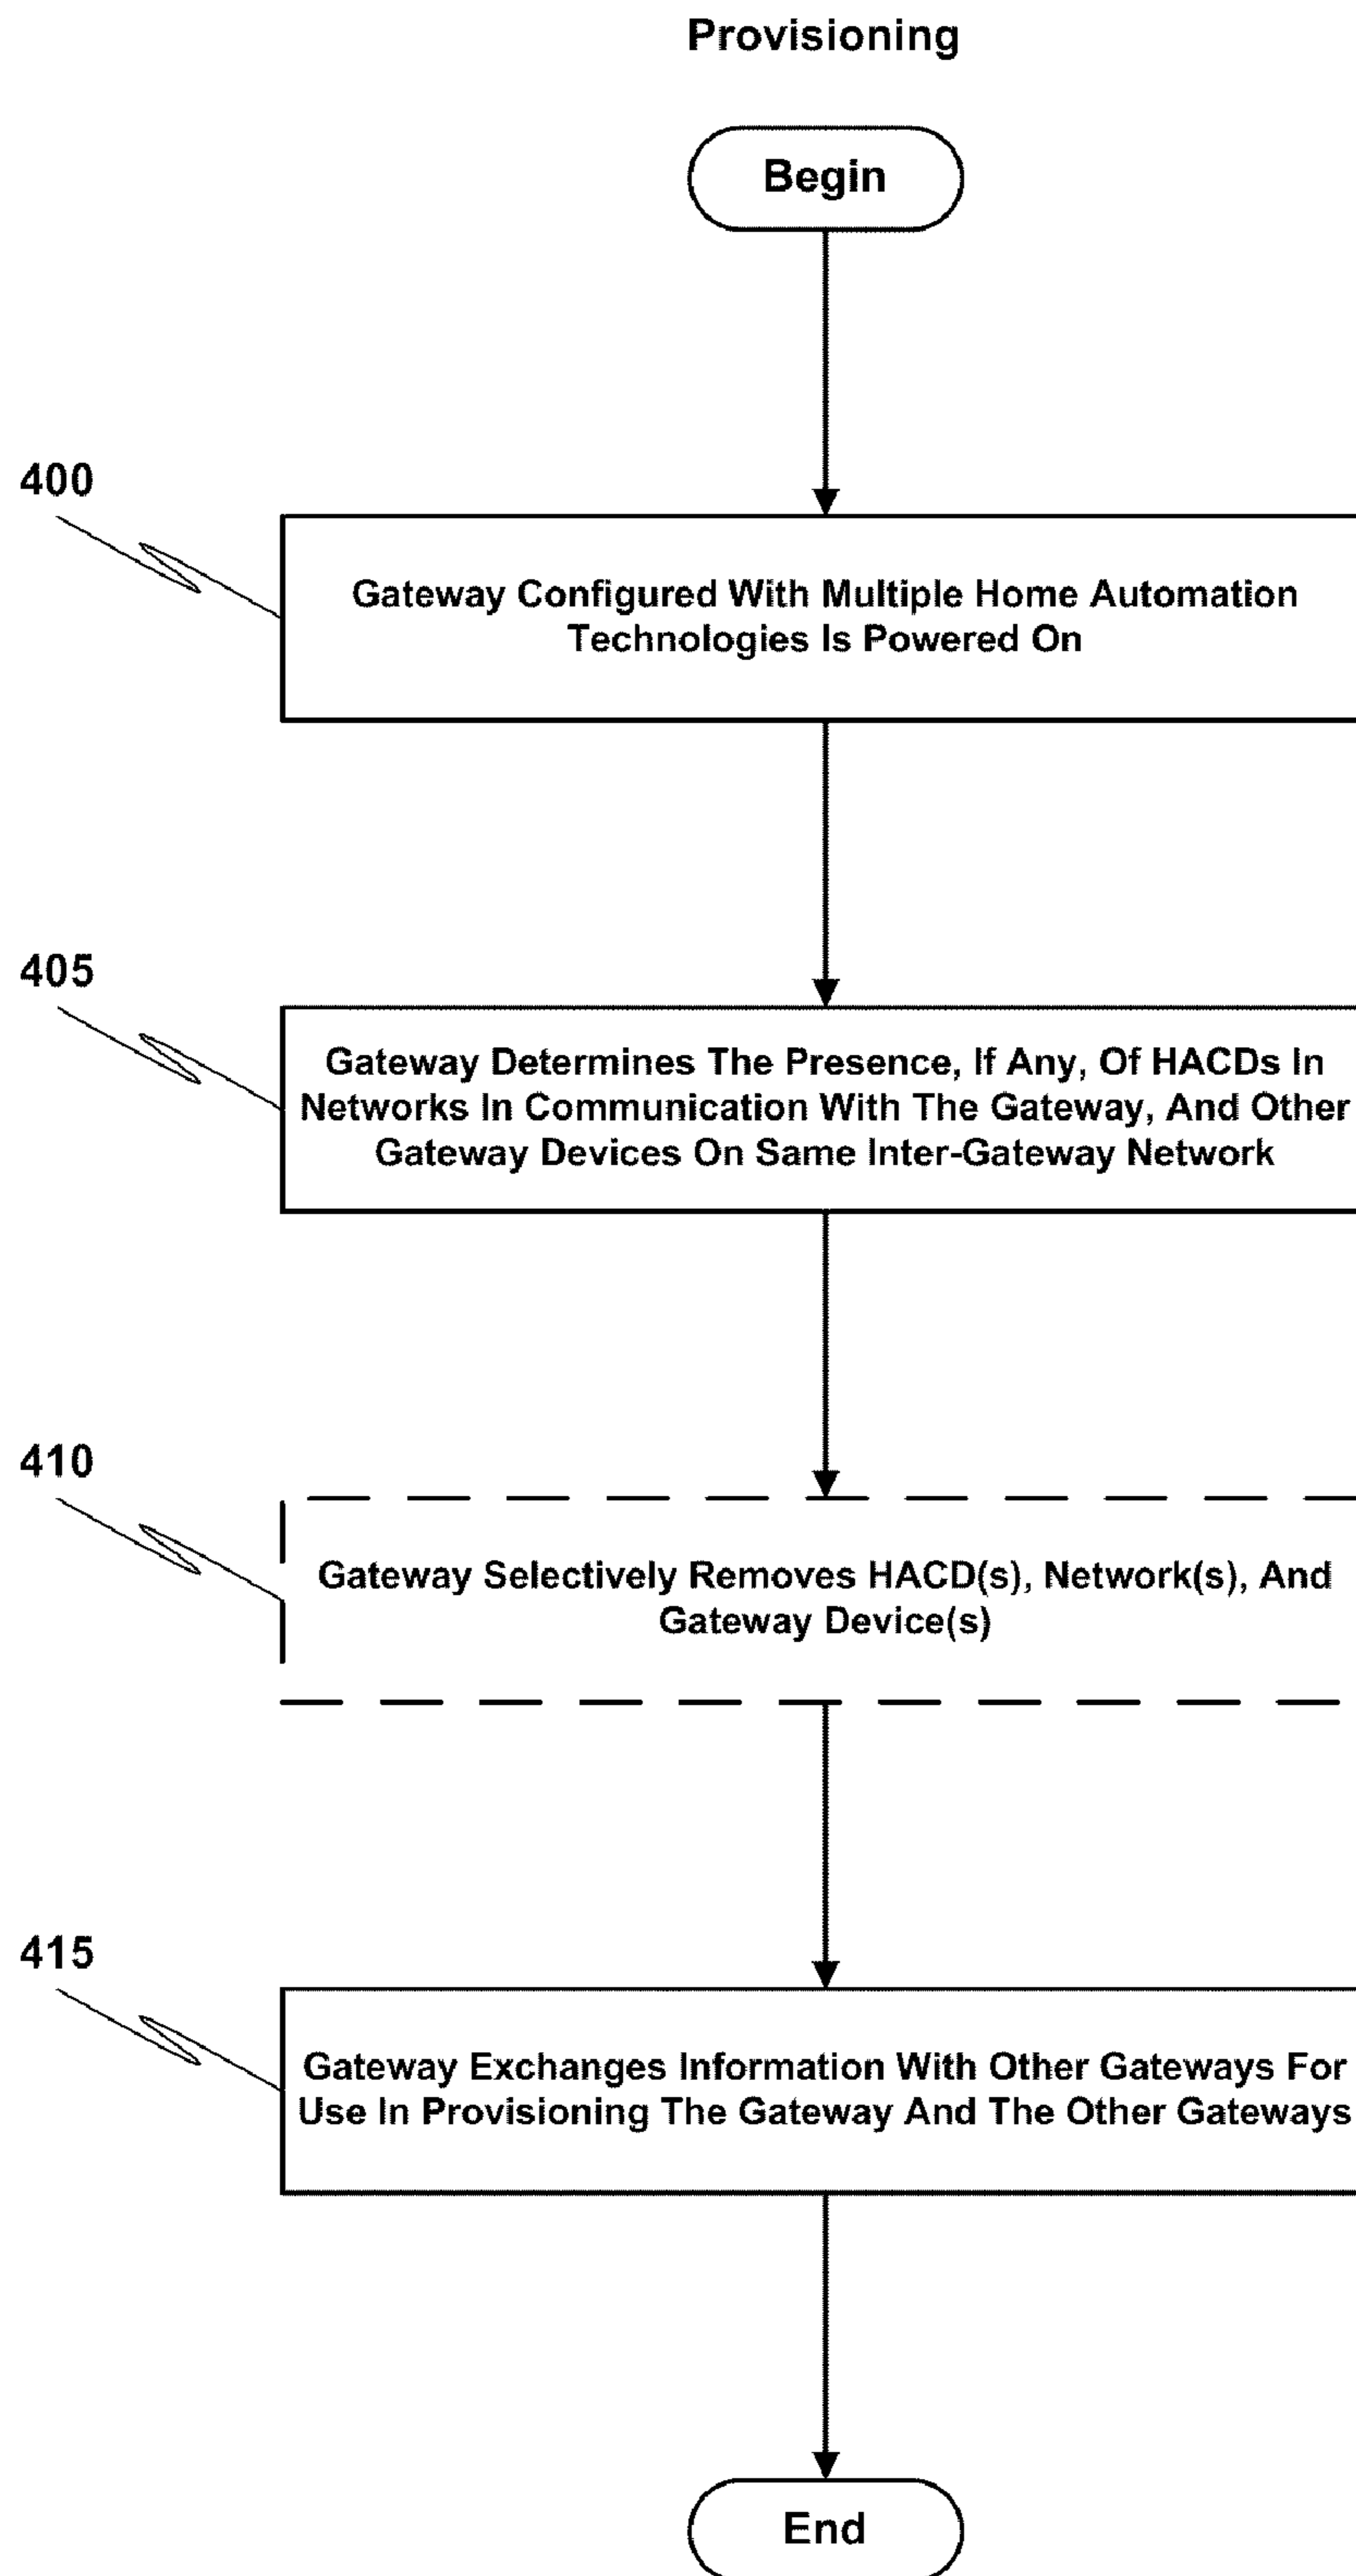 Provisioning
Begin
400
Gateway Configured With Multiple Home Automation
Technologies Is Powered On
405
Gateway Determines The Presence, If Any, Of HACDs In
Networks In Communication With The Gateway, And Other
Gateway Devices On Same Inter-Gateway Network
410
Gateway Selectively Removes HACD(s), Network(s), And
Gateway Device(s)
415
Gateway Exchanges Information With Other Gateways For
Use In Provisioning The Gateway And The Other Gateways
End